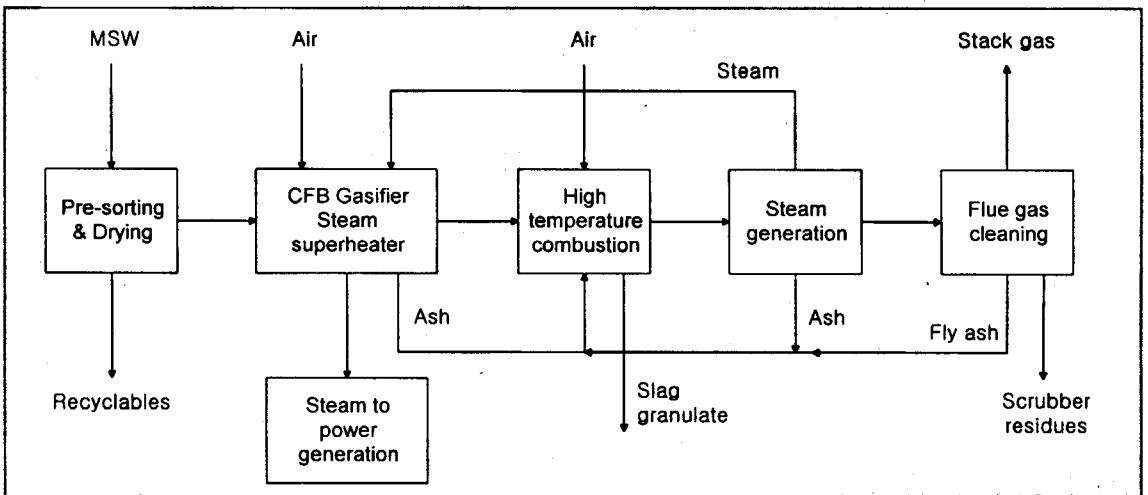 MSW
Air
Air
Stack gas
Steam
Pre-sorting
& Drying
CFB Gasifier
Steam
superheater
High
temperature
combustion
Steam
generation
Flue gas
cleaning
Ash
Ash
Fly ash
Recyclables
Steam to
power
generation
Slag
granulate
Scrubber
residues